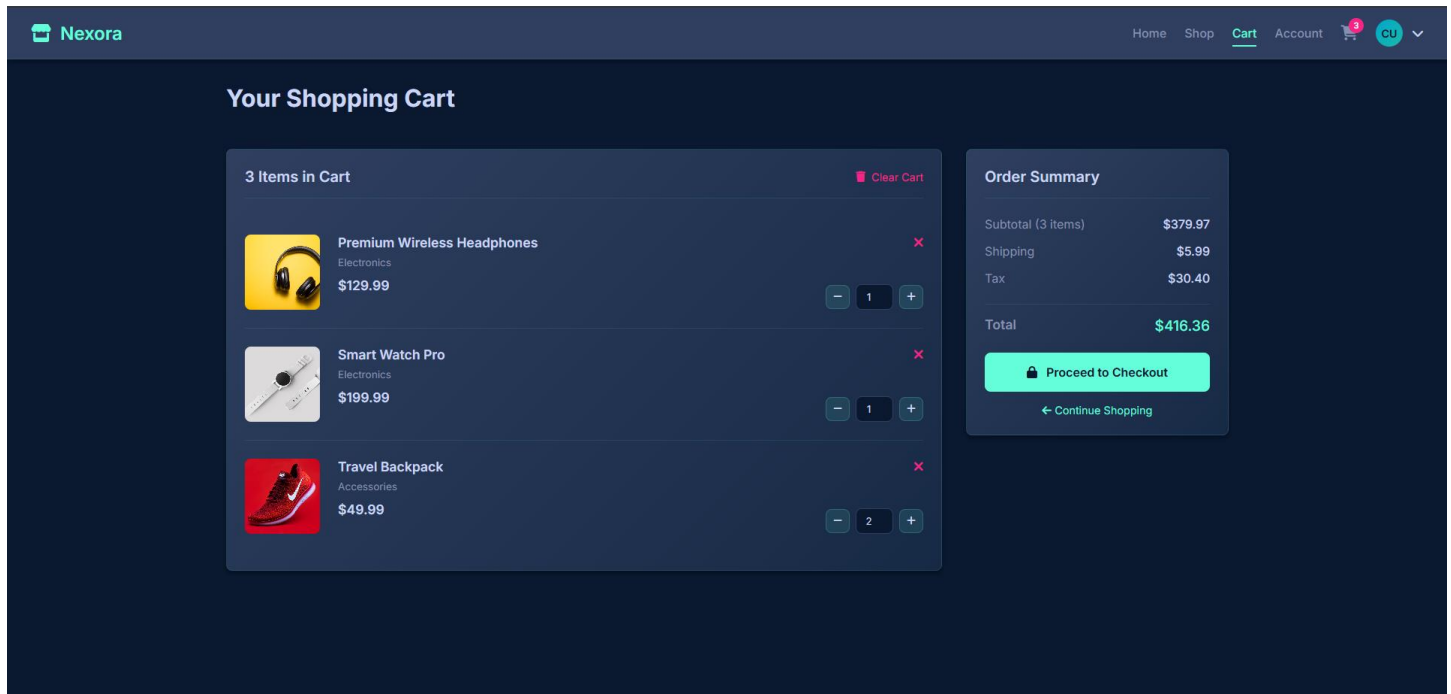 Nexora
Home Shop Cart Account 3 CU
Your Shopping Cart
3 Items in Cart
Clear Cart
Premium Wireless Headphones
Electronics
$129.99
− 1 +
Smart Watch Pro
Electronics
$199.99
− 1 +
Travel Backpack
Accessories
$49.99
− 2 +
Order Summary
Subtotal (3 items) $379.97
Shipping $5.99
Tax $30.40
Total $416.36
Proceed to Checkout
← Continue Shopping